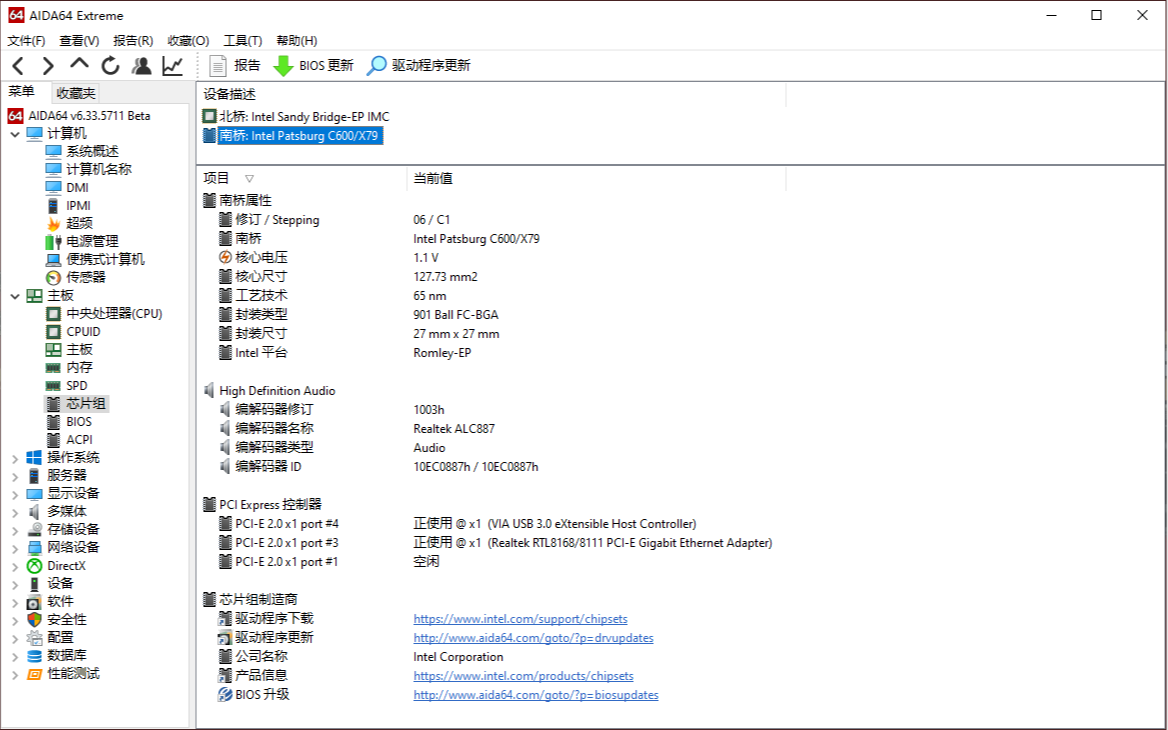 AIDA64 Extreme
文件(F) 查看(V) 报告(R) 收藏(O) 工具(T) 帮助(H)
报告 BIOS 更新 驱动程序更新
菜单 收藏夹
64 AIDA64 v6.33.5711 Beta
计算机
系统概述
计算机名称
DMI
IPMI
超频
电源管理
便携式计算机
传感器
主板
中央处理器(CPU)
CPUID
主板
内存
SPD
芯片组
BIOS
ACPI
操作系统
服务器
显示设备
多媒体
存储设备
网络设备
DirectX
设备
软件
安全性
配置
数据库
性能测试
设备描述
北桥: Intel Sandy Bridge-EP IMC
南桥: Intel Patsburg C600/X79
项目 当前值
南桥属性
修订 / Stepping 06 / C1
南桥 Intel Patsburg C600/X79
核心电压 1.1 V
核心尺寸 127.73 mm2
工艺技术 65 nm
封装类型 901 Ball FC-BGA
封装尺寸 27 mm x 27 mm
Intel 平台 Romley-EP
High Definition Audio
编解码器修订 1003h
编解码器名称 Realtek ALC887
编解码器类型 Audio
编解码器 ID 10EC0887h / 10EC0887h
PCI Express 控制器
PCI-E 2.0 x1 port #4 正使用 @ x1 (VIA USB 3.0 eXtensible Host Controller)
PCI-E 2.0 x1 port #3 正使用 @ x1 (Realtek RTL8168/8111 PCI-E Gigabit Ethernet Adapter)
PCI-E 2.0 x1 port #1 空闲
芯片组制造商
驱动程序下载 https://www.intel.com/support/chipsets
驱动程序更新 http://www.aida64.com/goto/?p=drvupdates
公司名称 Intel Corporation
产品信息 https://www.intel.com/products/chipsets
BIOS 升级 http://www.aida64.com/goto/?p=biosupdates